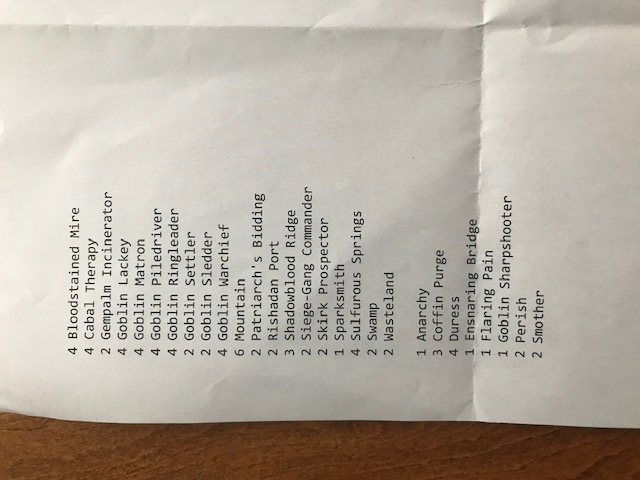 4 Bloodstained Mire
4 Cabal Therapy
2 Gempalm Incinerator
4 Goblin Lackey
4 Goblin Matron
4 Goblin Piledriver
4 Goblin Ringleader
2 Goblin Settler
2 Goblin Sledder
4 Goblin Warchief
6 Mountain
2 Patriarch's Bidding
2 Rishadan Port
3 Shadowblood Ridge
2 Siege-Gang Commander
2 Skirk Prospector
1 Sparksmith
4 Sulfurous Springs
2 Swamp
2 Wasteland

1 Anarchy
3 Coffin Purge
4 Duress
1 Ensnaring Bridge
1 Flaring Pain
1 Goblin Sharpshooter
2 Perish
2 Smother